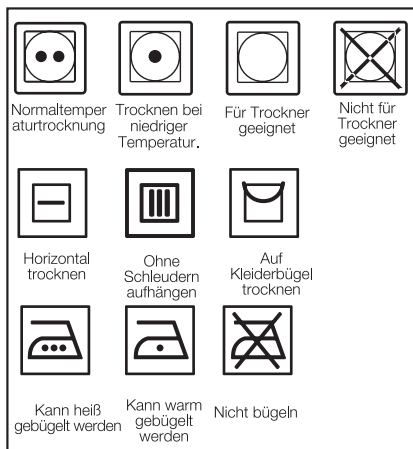 Normaltemper
aturtrocknung
Trocknen bei
niedriger
Temperatur.
Für Trockner
geeignet
Nicht für
Trockner
geeignet
Horizontal
trocknen
Ohne
Schleudern
aufhängen
Auf
Kleiderbügel
trocknen
Kann heiß
gebügelt werden
Kann warm
gebügelt
werden
Nicht bügeln